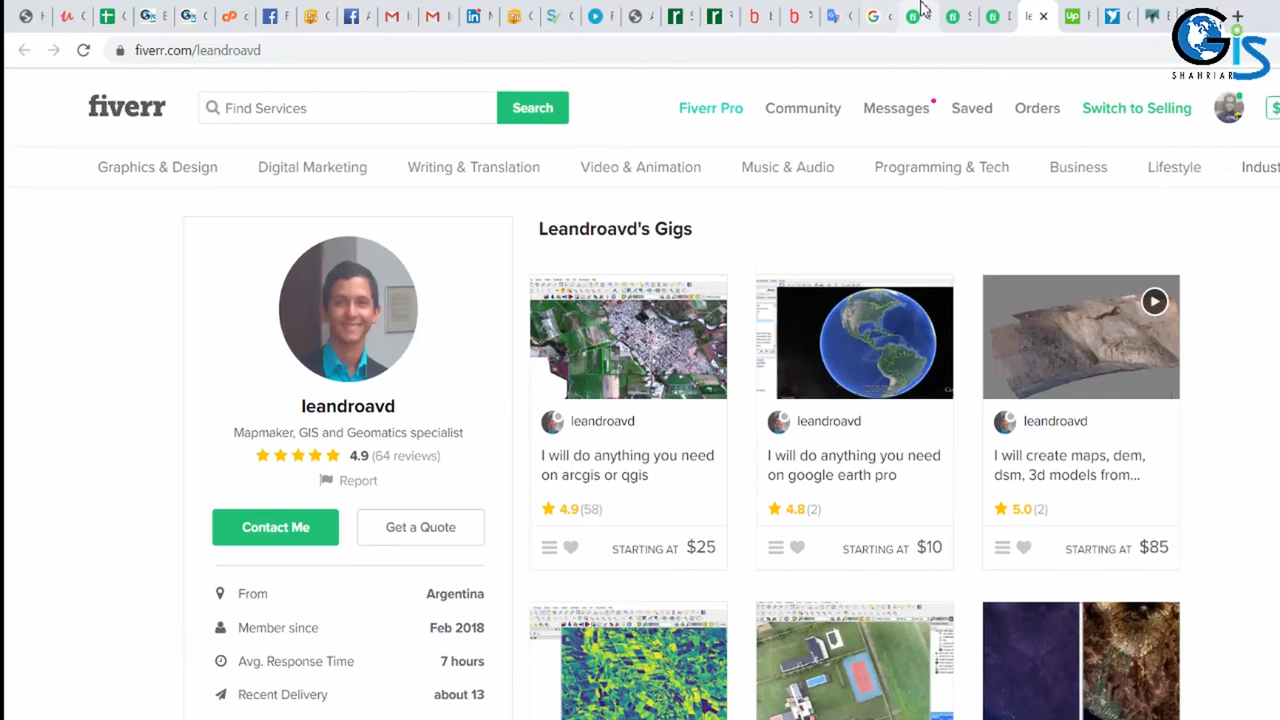 fiverr.com/leandroavd
GIS
SHAHRIAR
fiverr
Find Services
Search
Fiverr Pro
Community
Messages
Saved
Orders
Switch to Selling
$
Graphics & Design
Digital Marketing
Writing & Translation
Video & Animation
Music & Audio
Programming & Tech
Business
Lifestyle
Indust
Leandroavd's Gigs
leandroavd
Mapmaker, GIS and Geomatics specialist
4.9 (64 reviews)
Report
Contact Me
Get a Quote
From
Argentina
Member since
Feb 2018
Avg. Response Time
7 hours
Recent Delivery
about 13
leandroavd
I will do anything you need
on arcgis or qgis
4.9 (58)
STARTING AT $25
leandroavd
I will do anything you need
on google earth pro
4.8 (2)
STARTING AT $10
leandroavd
I will create maps, dem,
dsm, 3d models from...
5.0 (2)
STARTING AT $85